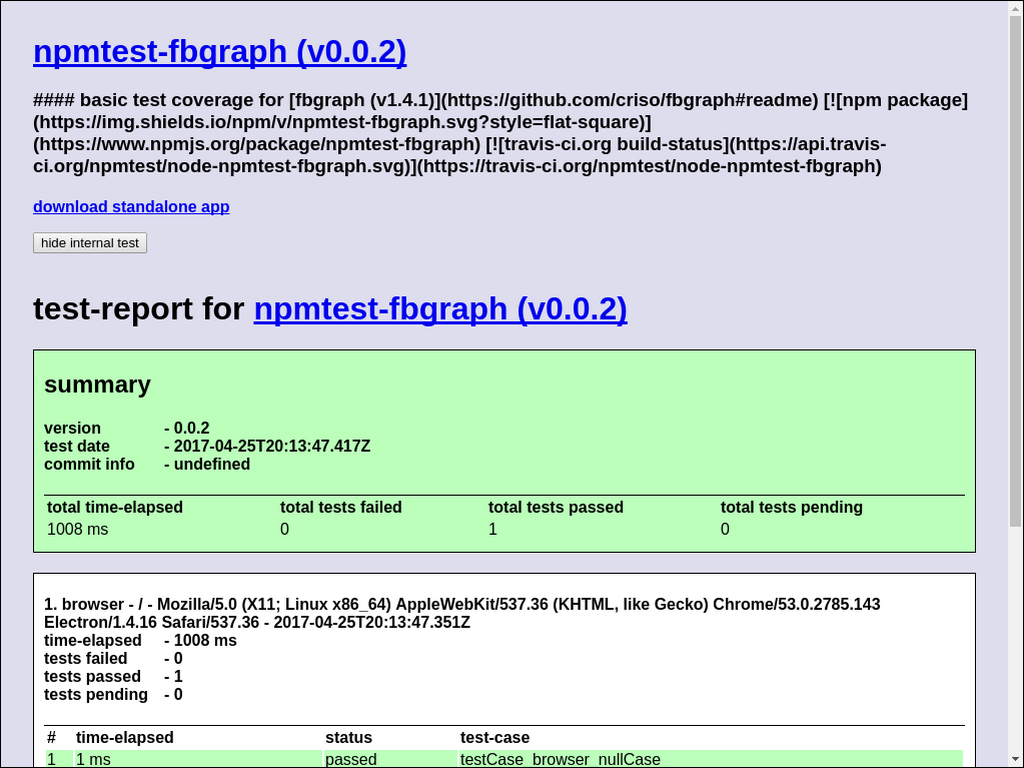 npmtest-fbgraph (v0.0.2)
#### basic test coverage for [fbgraph (v1.4.1)](https://github.com/criso/fbgraph#readme) [![npm package]
(https://img.shields.io/npm/v/npmtest-fbgraph.svg?style=flat-square)]
(https://www.npmjs.org/package/npmtest-fbgraph) [![travis-ci.org build-status](https://api.travis-
ci.org/npmtest/node-npmtest-fbgraph.svg)](https://travis-ci.org/npmtest/node-npmtest-fbgraph)
download standalone app
hide internal test
test-report for npmtest-fbgraph (v0.0.2)
summary
version - 0.0.2
test date - 2017-04-25T20:13:47.417Z
commit info - undefined
total time-elapsed total tests failed total tests passed total tests pending
1008 ms 0 1 0
1. browser - / - Mozilla/5.0 (X11; Linux x86_64) AppleWebKit/537.36 (KHTML, like Gecko) Chrome/53.0.2785.143
Electron/1.4.16 Safari/537.36 - 2017-04-25T20:13:47.351Z
time-elapsed - 1008 ms
tests failed - 0
tests passed - 1
tests pending - 0
# time-elapsed status test-case
1 1 ms passed testCase_browser_nullCase